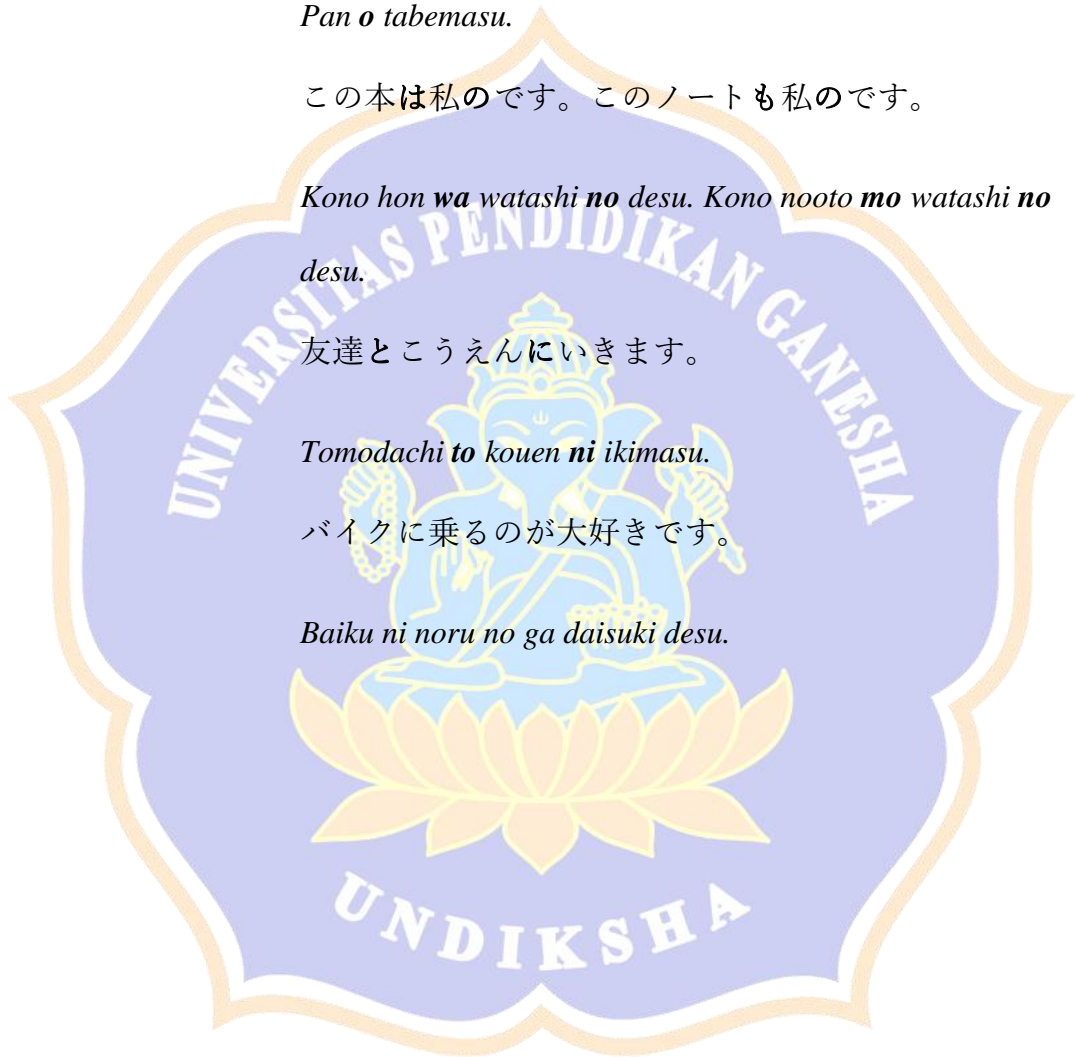 Pan o tabemasu.
この本は私のです。このノートも私のです。
Kono hon wa watashi no desu. Kono nooto mo watashi no
desu.
友達とこうえんにいきます。
Tomodachi to kouen ni ikimasu.
バイクに乗るのが大好きです。
Baiku ni noru no ga daisuki desu.
UNIVERSITAS PENDIDIKAN GANESHA
UNDIKSHA